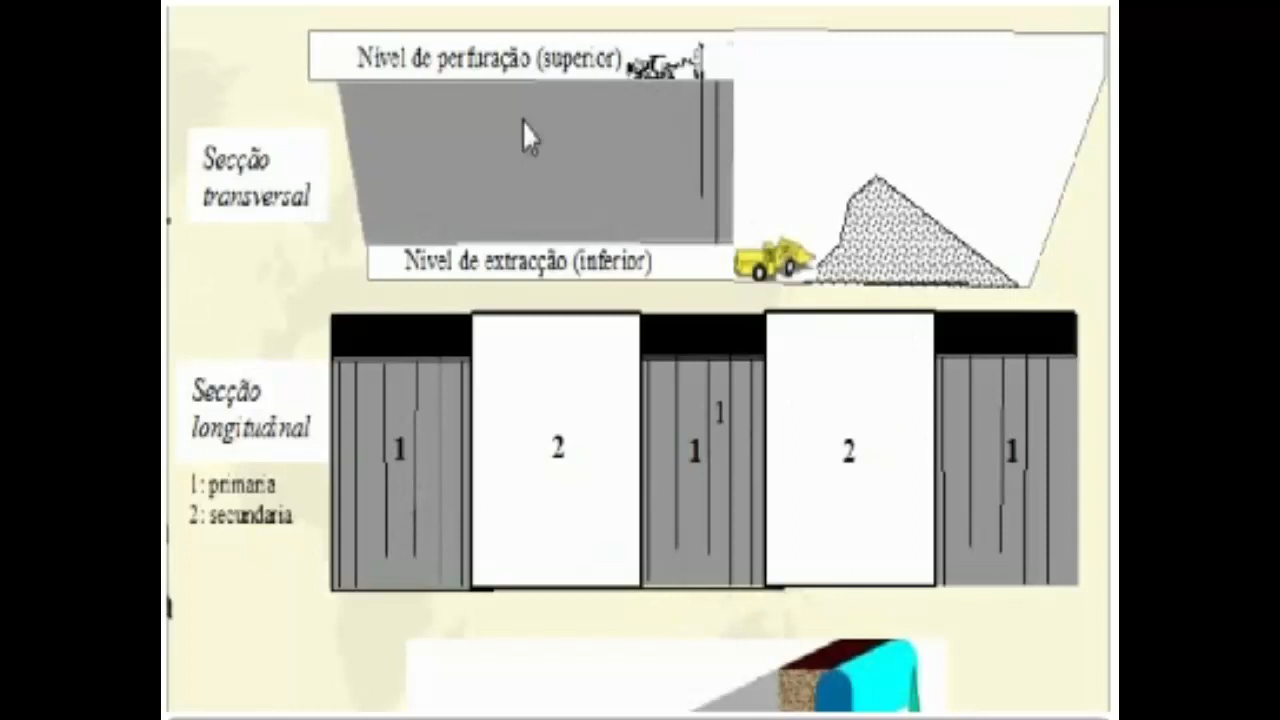 Nível de perfuração (superior)
Secção
transversal
Nivel de extracção (inferior)
Secção
longitudinal
1: primaria
2: secundaria
1
2
1
1
2
1